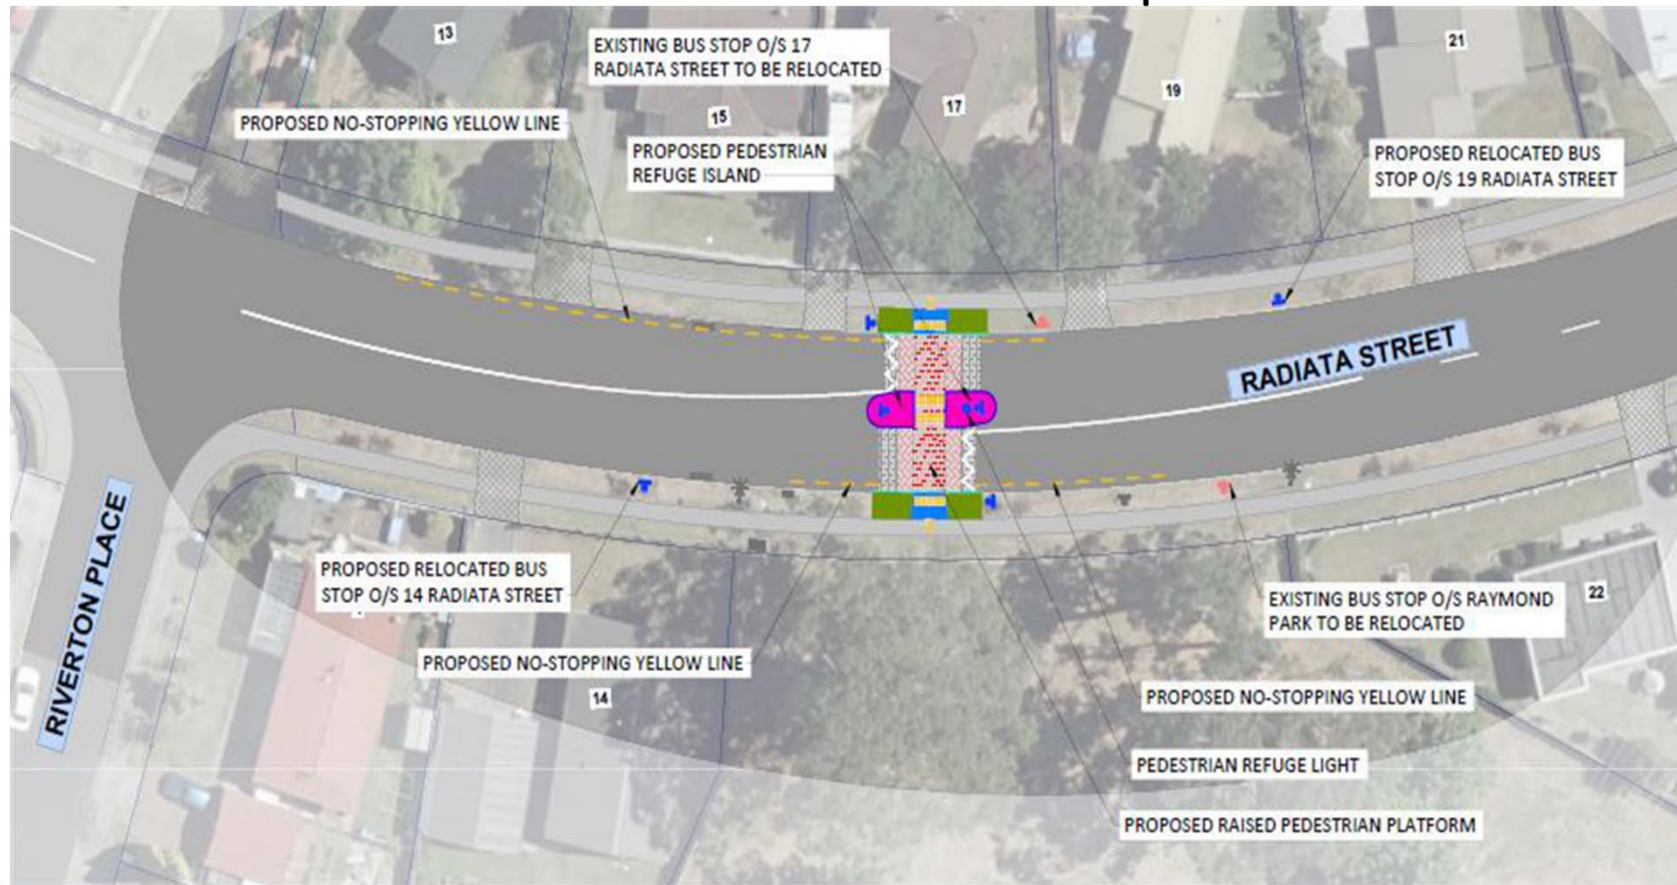 13
EXISTING BUS STOP O/S 17
RADIATA STREET TO BE RELOCATED
21
19
17
15
PROPOSED NO-STOPPING YELLOW LINE
PROPOSED PEDESTRIAN
REFUGE ISLAND
PROPOSED RELOCATED BUS
STOP O/S 19 RADIATA STREET
RADIATA STREET
RIVERTON PLACE
PROPOSED RELOCATED BUS
STOP O/S 14 RADIATA STREET
EXISTING BUS STOP O/S RAYMOND
PARK TO BE RELOCATED
22
PROPOSED NO-STOPPING YELLOW LINE
14
PROPOSED NO-STOPPING YELLOW LINE
PEDESTRIAN REFUGE LIGHT
PROPOSED RAISED PEDESTRIAN PLATFORM